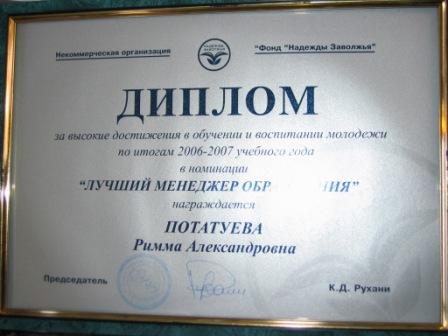 Некоммерческая организация
"Фонд "Надежды Заволжья"
ДИПЛОМ
за высокие достижения в обучении и воспитании молодежи
по итогам 2006-2007 учебного года
в номинации
"ЛУЧШИЙ МЕНЕДЖЕР
награждается
ПОТАТУЕВА
Римма Александровна
Председатель
К.Д. Рухани